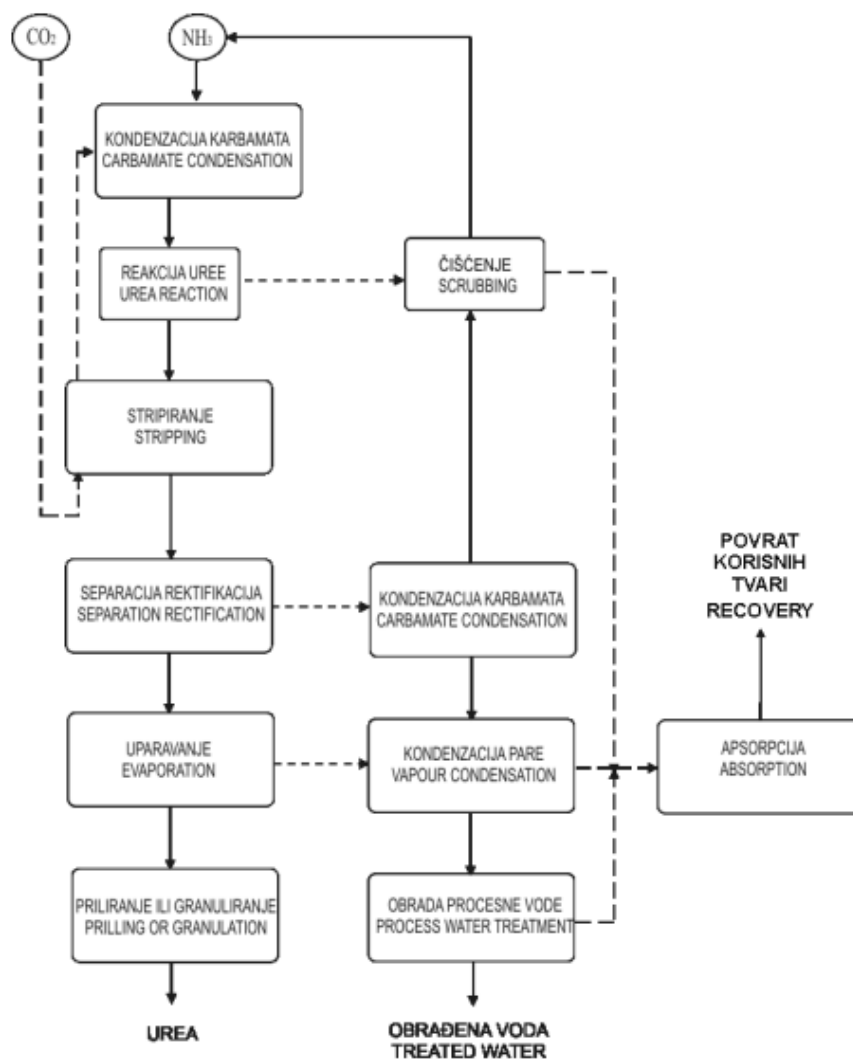 CO₂
NH₃
KONDENZACIJA KARBAMATA
CARBAMATE CONDENSATION
REAKCIJA UREE
UREA REACTION
ČIŠĆENJE
SCRUBBING
STRIPIRANJE
STRIPPING
SEPARACIJA REKTIFIKACIJA
SEPARATION RECTIFICATION
KONDENZACIJA KARBAMATA
CARBAMATE CONDENSATION
POVRAT
KORISNIH
TVARI
RECOVERY
UPARAVANJE
EVAPORATION
KONDENZACIJA PARE
VAPOUR CONDENSATION
APSORPCIJA
ABSORPTION
PRILIRANJE ILI GRANULIRANJE
PRILLING OR GRANULATION
OBRADA PROCESNE VODE
PROCESS WATER TREATMENT
UREA
OBRAĐENA VODA
TREATED WATER